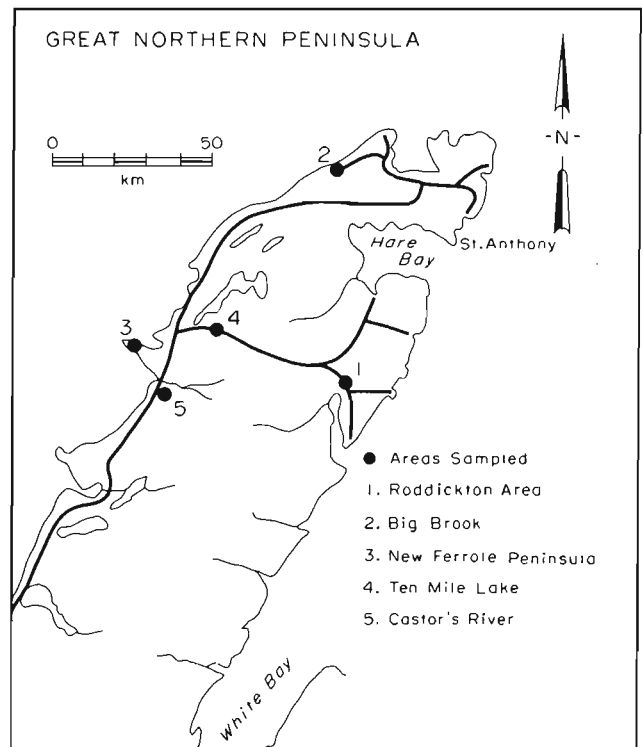 GREAT NORTHERN PENINSULA
0 50
km
-N-
2
Hare
Bay
St. Anthony
3
4
1
5
● Areas Sampled
1. Roddickton Area
2. Big Brook
3. New Ferrole Peninsula
4. Ten Mile Lake
5. Castor's River
White Bay